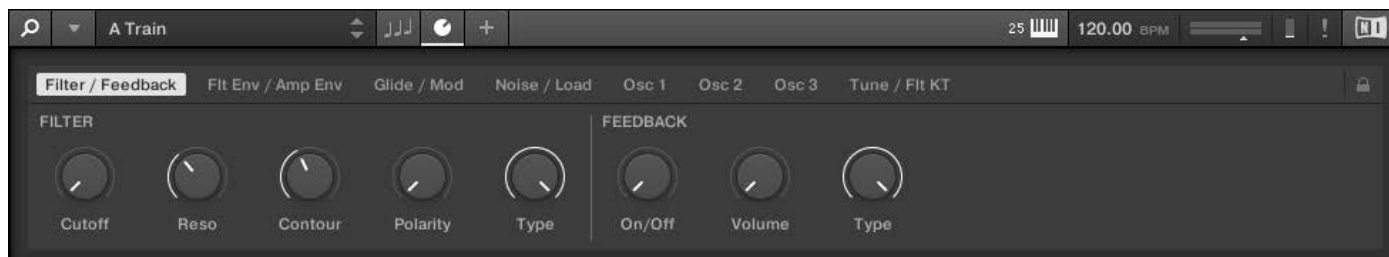 A Train 25 120.00 BPM ! NI
Filter / Feedback Flt Env / Amp Env Glide / Mod Noise / Load Osc 1 Osc 2 Osc 3 Tune / Flt KT
FILTER FEEDBACK
Cutoff Reso Contour Polarity Type On/Off Volume Type